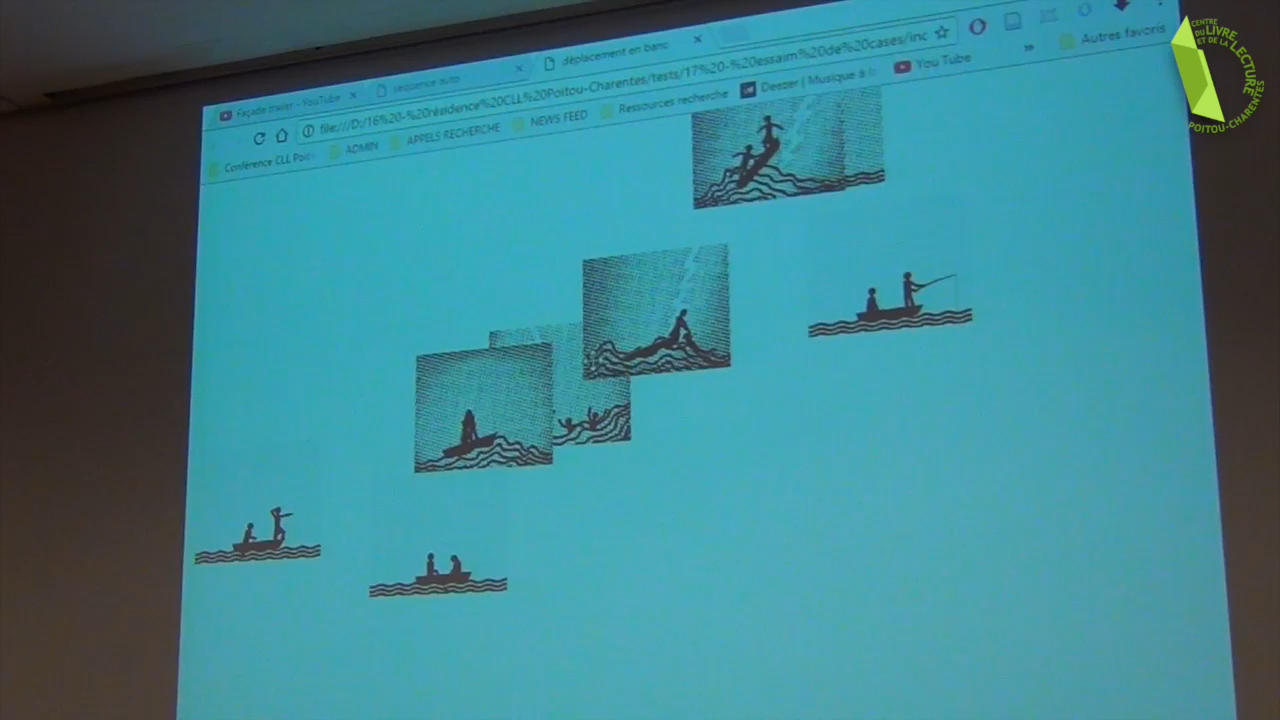 Façade trailer - YouTube
séquence auto
déplacement en banc
file:///D:/16%20-%20résidence%20CLL%20Poitou-Charentes/tests/17%20-%20essaim%20de%20cases/inc
Conférence CLL Poit
ADMIN
APPELS RECHERCHE
NEWS FEED
Ressources recherche
Deezer | Musique à la
You Tube
»
Autres favoris
CENTRE
DU LIVRE
ET DE LA
LECTURE
POITOU-CHARENTES